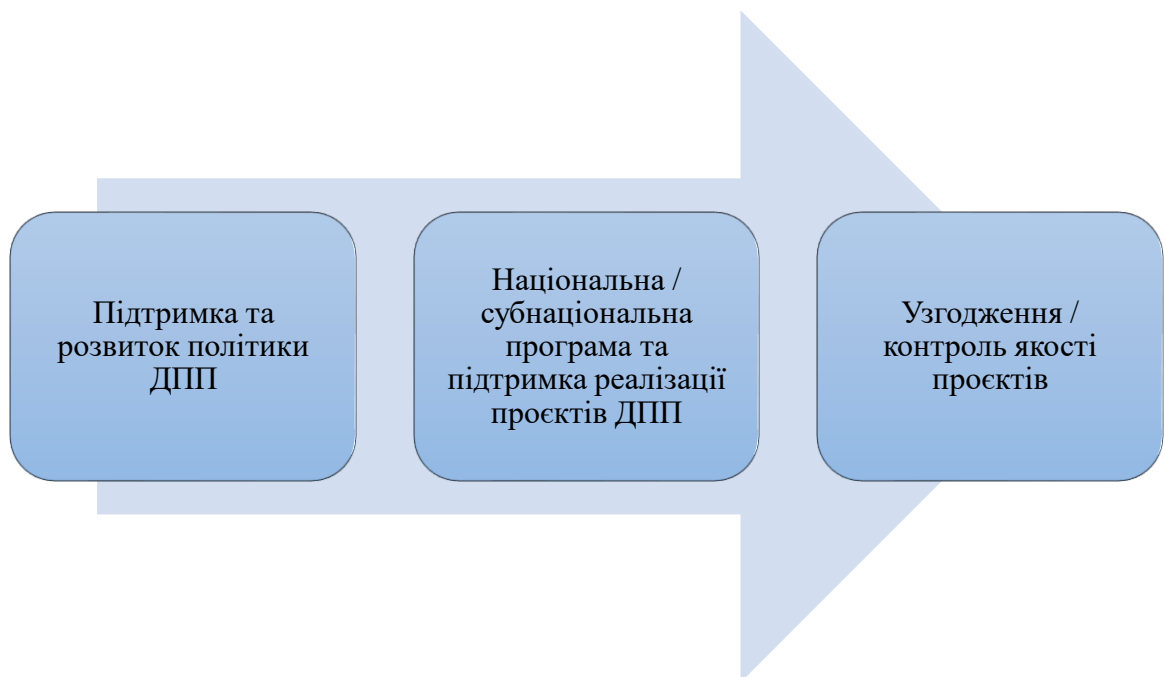 Підтримка та
розвиток політики
ДПП
Національна /
субнаціональна
програма та
підтримка реалізації
проєктів ДПП
Узгодження /
контроль якості
проєктів